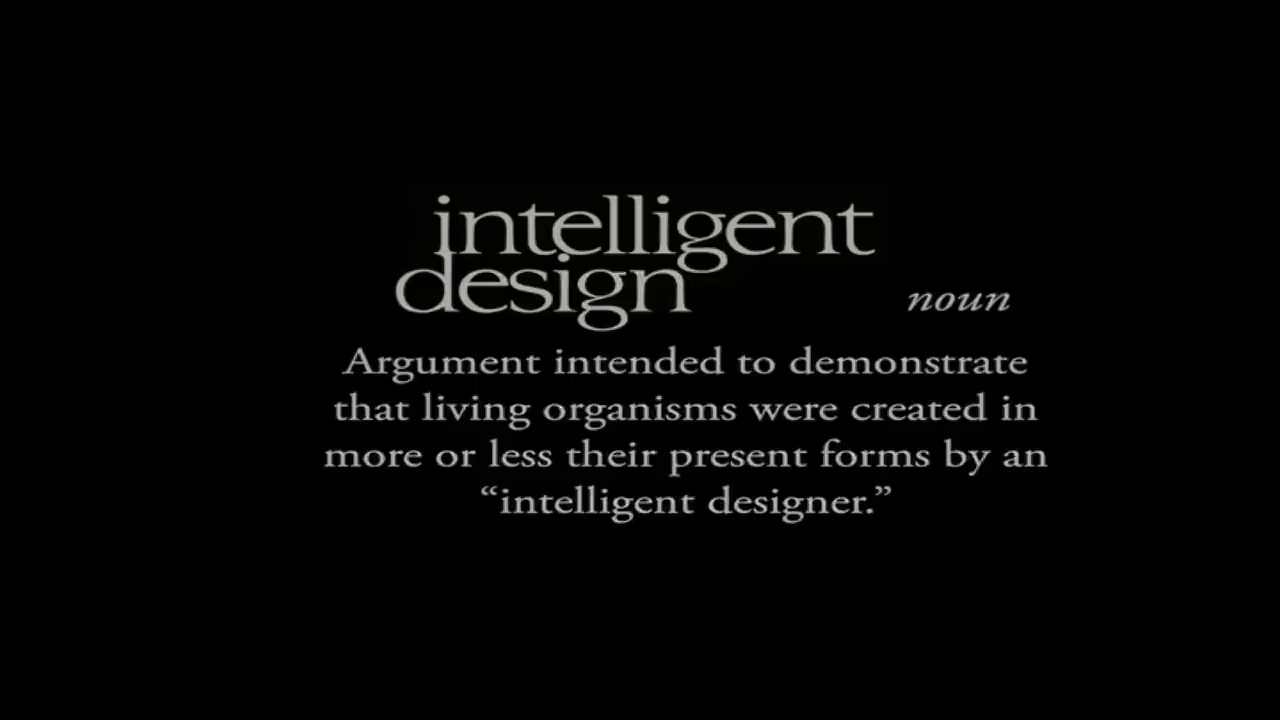 intelligent
design noun
Argument intended to demonstrate
that living organisms were created in
more or less their present forms by an
“intelligent designer.”